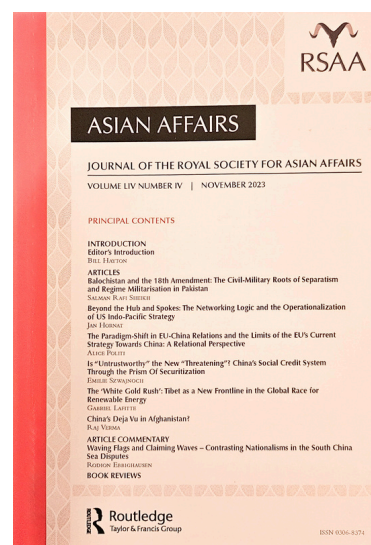 RSAA
ASIAN AFFAIRS
JOURNAL OF THE ROYAL SOCIETY FOR ASIAN AFFAIRS
VOLUME LIV NUMBER IV | NOVEMBER 2023
PRINCIPAL CONTENTS
INTRODUCTION
Editor's Introduction
BILL HAYTON
ARTICLES
Balochistan and the 18th Amendment: The Civil-Military Roots of Separatism
and Regime Militarisation in Pakistan
SALMAN RAFI SHEIKH
Beyond the Hub and Spokes: The Networking Logic and the Operationalization
of US Indo-Pacific Strategy
JAN HORNAT
The Paradigm-Shift in EU-China Relations and the Limits of the EU's Current
Strategy Towards China: A Relational Perspective
ALICE POLITI
Is "Untrustworthy" the New "Threatening"? China's Social Credit System
Through the Prism Of Securitization
EMILIE SZWAJNOCH
The 'White Gold Rush': Tibet as a New Frontline in the Global Race for
Renewable Energy
GABRIEL LAFITTE
China's Deja Vu in Afghanistan?
RAJ VERMA
ARTICLE COMMENTARY
Waving Flags and Claiming Waves – Contrasting Nationalisms in the South China
Sea Disputes
RODION EBBIGHAUSEN
BOOK REVIEWS
Routledge
Taylor & Francis Group
ISSN 0306-8374